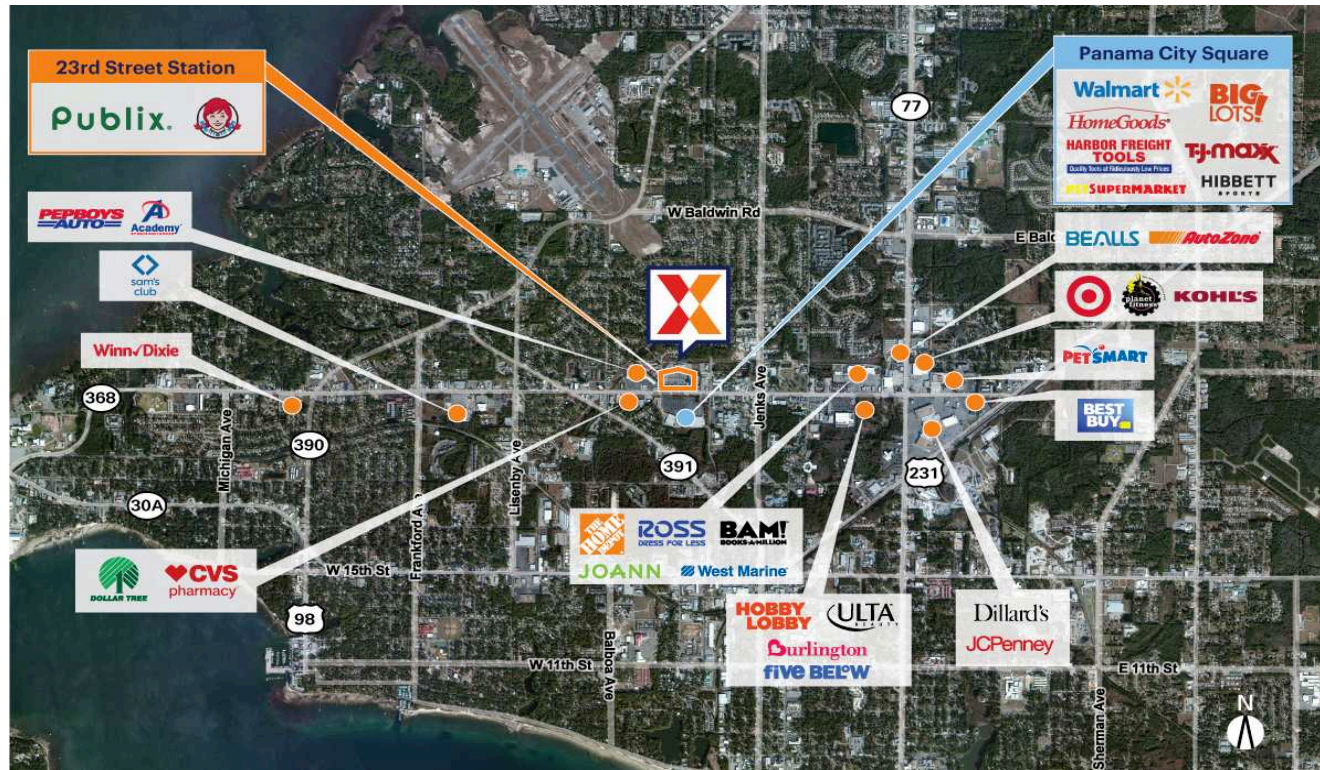 23rd Street Station
Publix.
Panama City Square
Walmart
BIG
LOTS!
HomeGoods
HARBOR FREIGHT
TOOLS
Quality Tools at Ridiculously Low Prices
T.J.maxx
PET SUPERMARKET
HIBBETT
SPORTS
77
W Baldwin Rd
PEPBOYS
AUTO
Academy
sam's
club
Winn Dixie
BEALLS
AutoZone
planet
fitness
KOHL'S
PETSMART
BEST
BUY
368
Michigan Ave
390
30A
Frankford Ave
Lisenby Ave
391
Jenks Ave
231
DOLLAR TREE
CVS
pharmacy
W 15th St
98
THE
HOME
DEPOT
ROSS
DRESS FOR LESS
BAM!
BOOKS-A-MILLION
JOANN
West Marine
HOBBY
LOBBY
ULTA
BEAUTY
Burlington
five BELOW
Dillard's
JCPenney
Balboa Ave
W 11th St
E 11th St
Sherman Ave
N